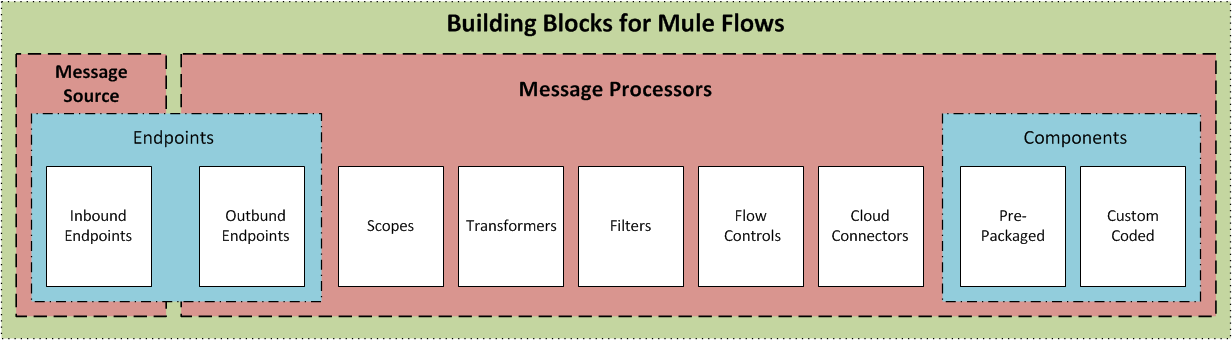 Building Blocks for Mule Flows
Message
Source
Message Processors
Endpoints
Components
Inbound
Endpoints
Outbund
Endpoints
Scopes
Transformers
Filters
Flow
Controls
Cloud
Connectors
Pre-
Packaged
Custom
Coded